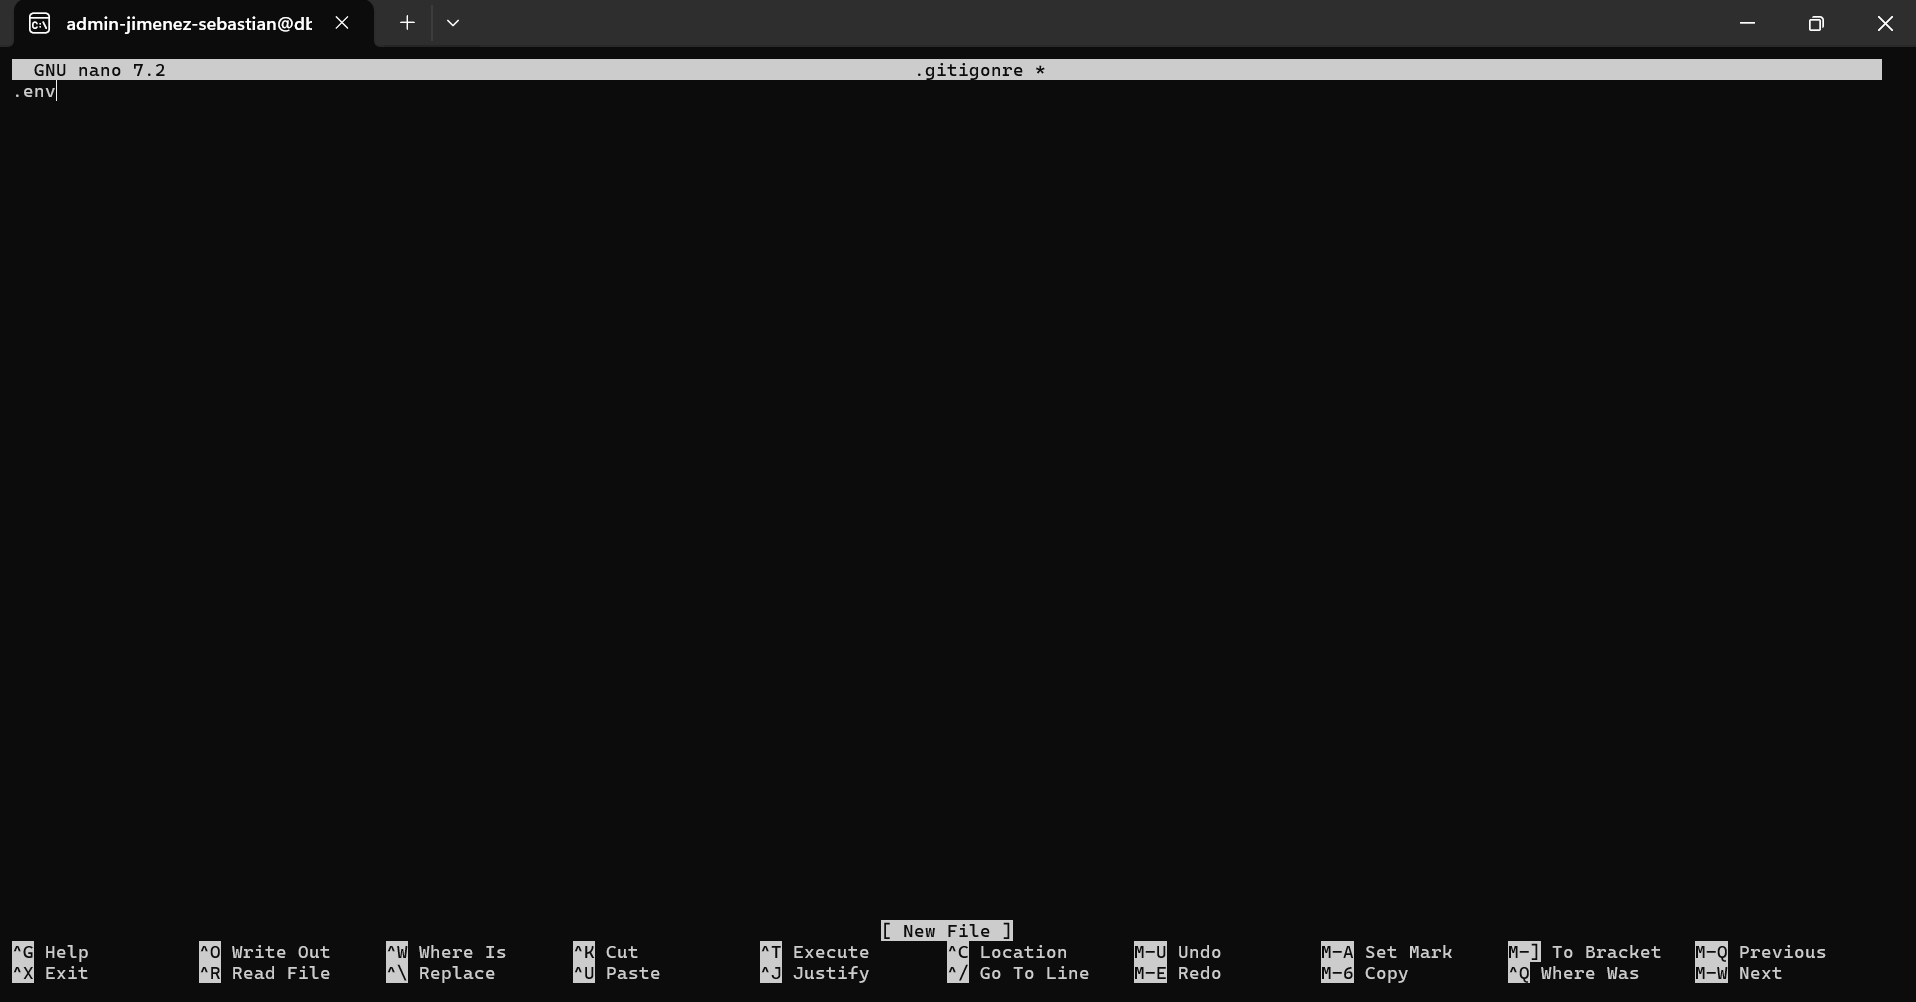 admin-jimenez-sebastian@db
GNU nano 7.2 .gitigonre *
.env
[ New File ]
^G Help ^O Write Out ^W Where Is ^K Cut ^T Execute ^C Location M-U Undo M-A Set Mark M-] To Bracket M-Q Previous
^X Exit ^R Read File ^\ Replace ^U Paste ^J Justify ^/ Go To Line M-E Redo M-6 Copy ^Q Where Was M-W Next